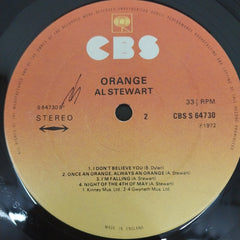 CBS
ORANGE
AL STEWART
S 64730 B
33⅓ RPM
STEREO
2
CBS S 64730
℗ 1972
1. I DON'T BELIEVE YOU (B. Dylan)
2. ONCE AN ORANGE, ALWAYS AN ORANGE (A. Stewart)
3. I'M FALLING (A. Stewart)
4. NIGHT OF THE 4TH OF MAY (A. Stewart)
1 Kinney Mus. Ltd. 2-4 Gwyneth Mus. Ltd.
MADE IN ENGLAND